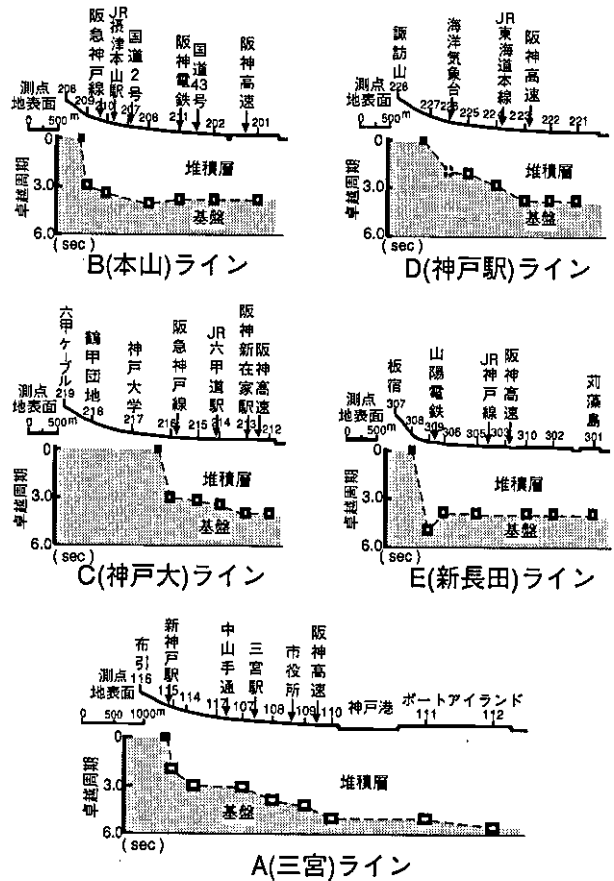 阪急神戸線
JR摂津本山駅
国道2号
阪神電鉄
国道43号
阪神高速
測点
地表面
208
209
210
207
206
211
202
201
0 500m
0
3.0
6.0
卓越周期
(sec)
堆積層
基盤
B(本山)ライン
諏訪山
海洋気象台
JR東海道本線
阪神高速
測点
地表面
228
227
225
223
222
221
0 500m
0
3.0
6.0
卓越周期
(sec)
堆積層
基盤
D(神戸駅)ライン
六甲ケーブル
鶴甲団地
神戸大学
阪急神戸線
JR六甲道駅
阪神新在家駅
阪神高速
測点
地表面
219
218
217
216
215
214
213
212
0 500m
0
3.0
6.0
卓越周期
(sec)
堆積層
基盤
C(神戸大)ライン
板宿
山陽電鉄
JR神戸線
阪神高速
苅藻島
測点
地表面
307
308
309
306
305
303
310
302
301
0 500m
0
3.0
6.0
卓越周期
(sec)
堆積層
基盤
E(新長田)ライン
布引
新神戸駅
中山手通
三宮駅
市役所
阪神高速
神戸港
ポートアイランド
測点
地表面
116
115
114
117
107
108
109
110
111
112
0 500 1000m
0
3.0
6.0
卓越周期
(sec)
堆積層
基盤
A(三宮)ライン